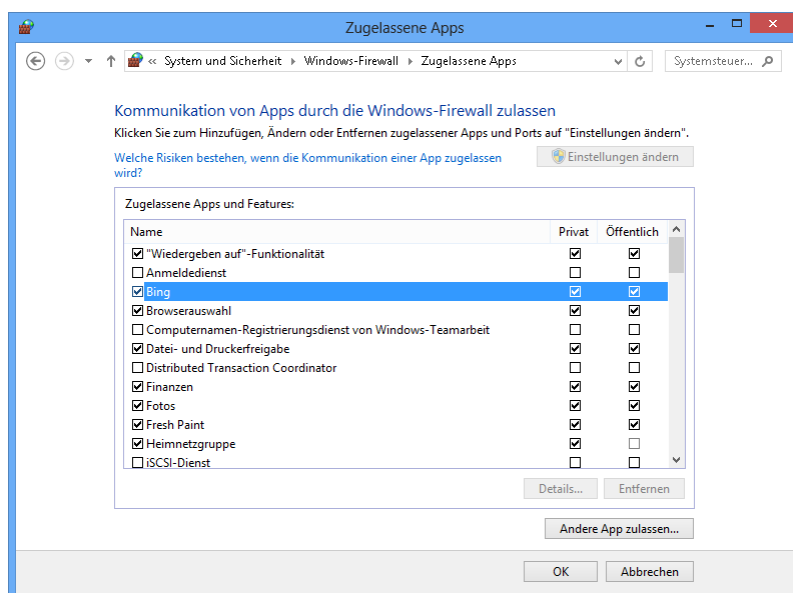 Zugelassene Apps
« System und Sicherheit Windows-Firewall Zugelassene Apps Systemsteuer...
Kommunikation von Apps durch die Windows-Firewall zulassen
Klicken Sie zum Hinzufügen, Ändern oder Entfernen zugelassener Apps und Ports auf "Einstellungen ändern".
Welche Risiken bestehen, wenn die Kommunikation einer App zugelassen
wird?
Einstellungen ändern
Zugelassene Apps und Features:
Name Privat Öffentlich
"Wiedergeben auf"-Funktionalität
Anmeldedienst
Bing
Browserauswahl
Computernamen-Registrierungsdienst von Windows-Teamarbeit
Datei- und Druckerfreigabe
Distributed Transaction Coordinator
Finanzen
Fotos
Fresh Paint
Heimnetzgruppe
iSCSI-Dienst
Details... Entfernen
Andere App zulassen...
OK Abbrechen